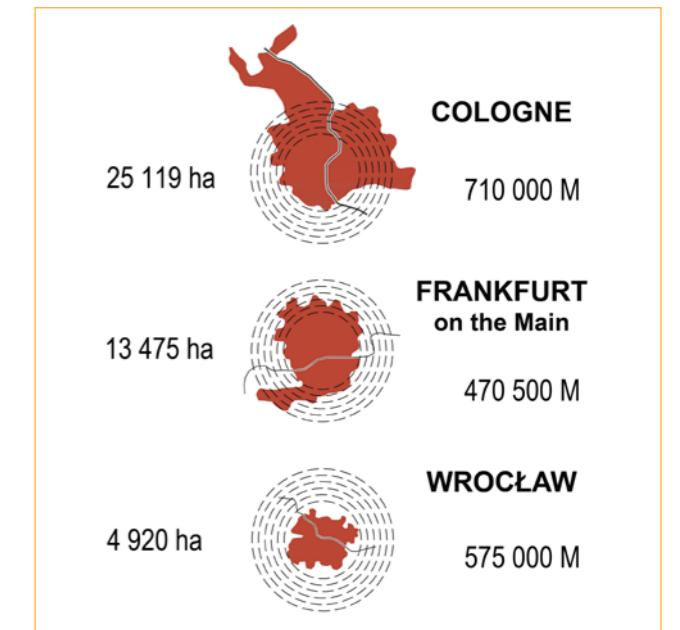 COLOGNE
25 119 ha
710 000 M
FRANKFURT
on the Main
13 475 ha
470 500 M
WROCŁAW
4 920 ha
575 000 M